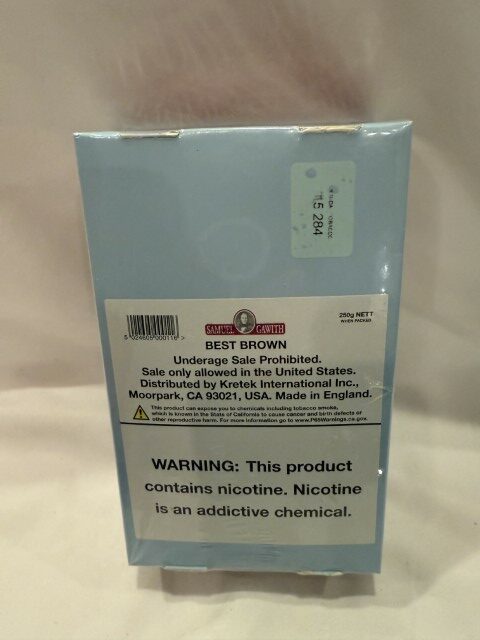 15 284
5 024606 000116 >
SAMUEL GAWITH
250g NETT
WHEN PACKED
BEST BROWN
Underage Sale Prohibited.
Sale only allowed in the United States.
Distributed by Kretek International Inc.,
Moorpark, CA 93021, USA. Made in England.
This product can expose you to chemicals including tobacco smoke,
which is known in the State of California to cause cancer and birth defects or
other reproductive harm. For more information go to www.P65Warnings.ca.gov.
WARNING: This product
contains nicotine. Nicotine
is an addictive chemical.